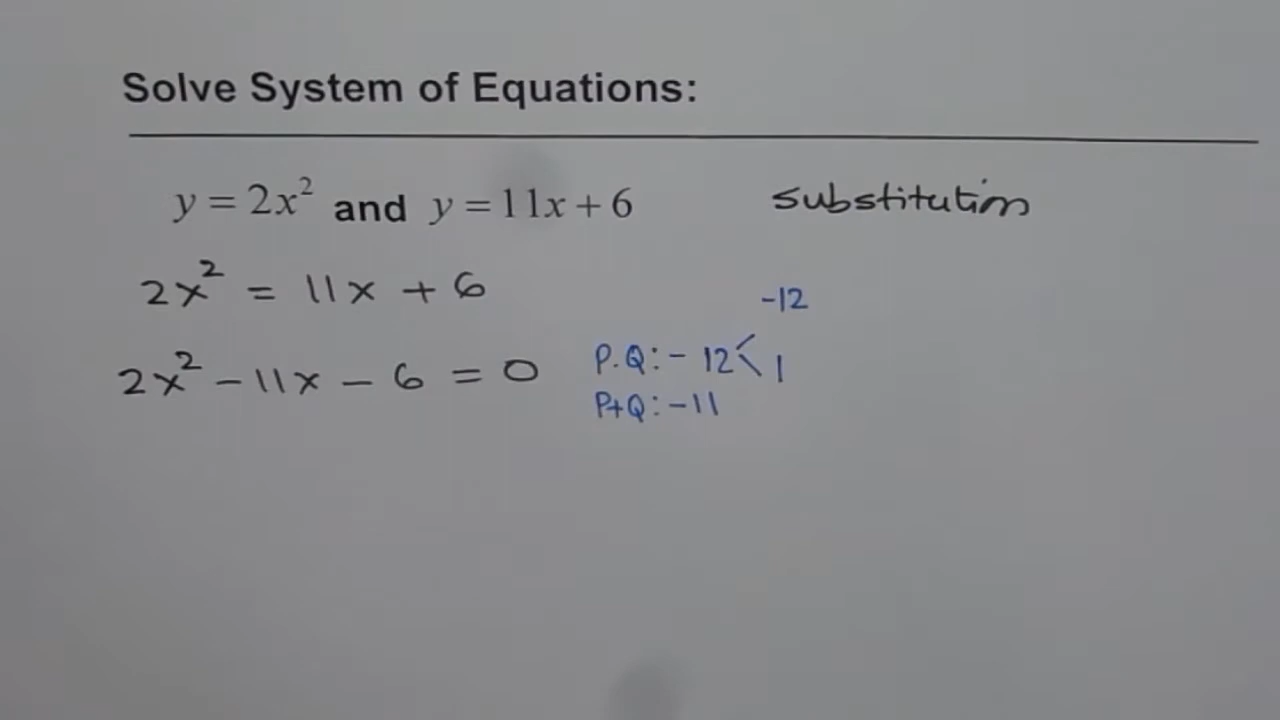 Solve System of Equations:
y = 2x² and y = 11x + 6 substitution
2x² = 11x + 6
-12
2x² - 11x - 6 = 0 P.Q: - 12 < 1
P+Q: -11